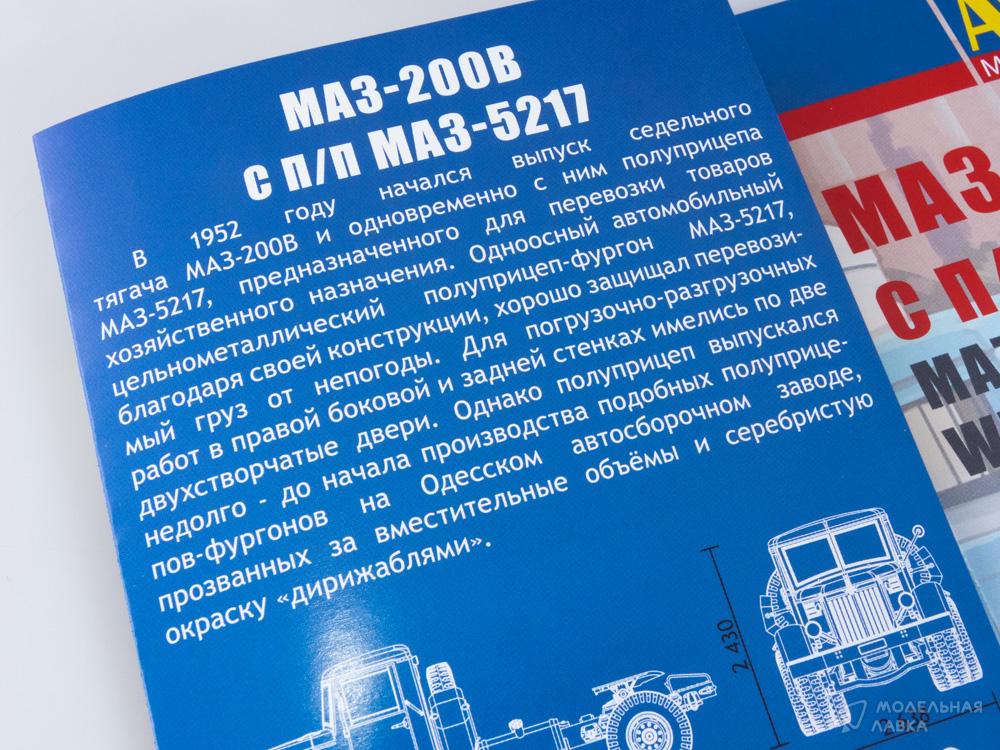 МАЗ-200В
С П/П МАЗ-5217
В 1952 году начался выпуск седельного
тягача МАЗ-200В и одновременно с ним полуприцепа
МАЗ-5217, предназначенного для перевозки товаров
хозяйственного назначения. Одноосный автомобильный
цельнометаллический полуприцеп-фургон МАЗ-5217,
благодаря своей конструкции, хорошо защищал перевози-
мый груз от непогоды. Для погрузочно-разгрузочных
работ в правой боковой и задней стенках имелись по две
двухстворчатые двери. Однако полуприцеп выпускался
недолго - до начала производства подобных полуприце-
пов-фургонов на Одесском автосборочном заводе,
прозванных за вместительные объёмы и серебристую
окраску «дирижаблями».
2 430
МАЗ
С П/
MAZ
W
МОДЕЛЬНАЯ
ЛАВКА